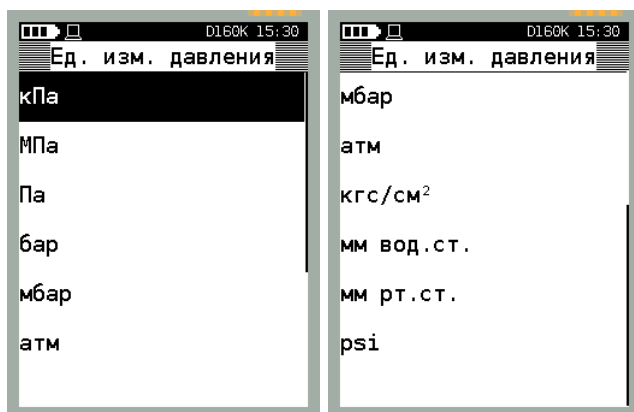 D160K 15:30
Ед. изм. давления
кПа
МПа
Па
бар
мбар
атм
D160K 15:30
Ед. изм. давления
мбар
атм
кгс/см²
мм вод.ст.
мм рт.ст.
psi